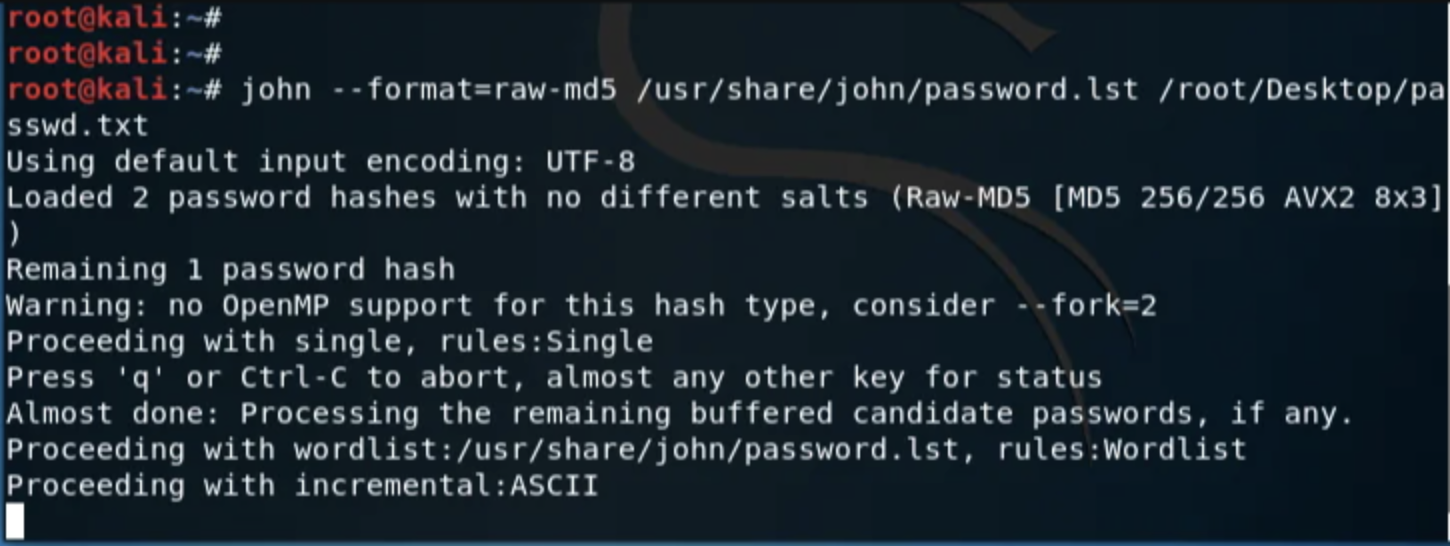 root@kali:~#
root@kali:~#
root@kali:~# john --format=raw-md5 /usr/share/john/password.lst /root/Desktop/pa
sswd.txt
Using default input encoding: UTF-8
Loaded 2 password hashes with no different salts (Raw-MD5 [MD5 256/256 AVX2 8x3]
)
Remaining 1 password hash
Warning: no OpenMP support for this hash type, consider --fork=2
Proceeding with single, rules:Single
Press 'q' or Ctrl-C to abort, almost any other key for status
Almost done: Processing the remaining buffered candidate passwords, if any.
Proceeding with wordlist:/usr/share/john/password.lst, rules:Wordlist
Proceeding with incremental:ASCII